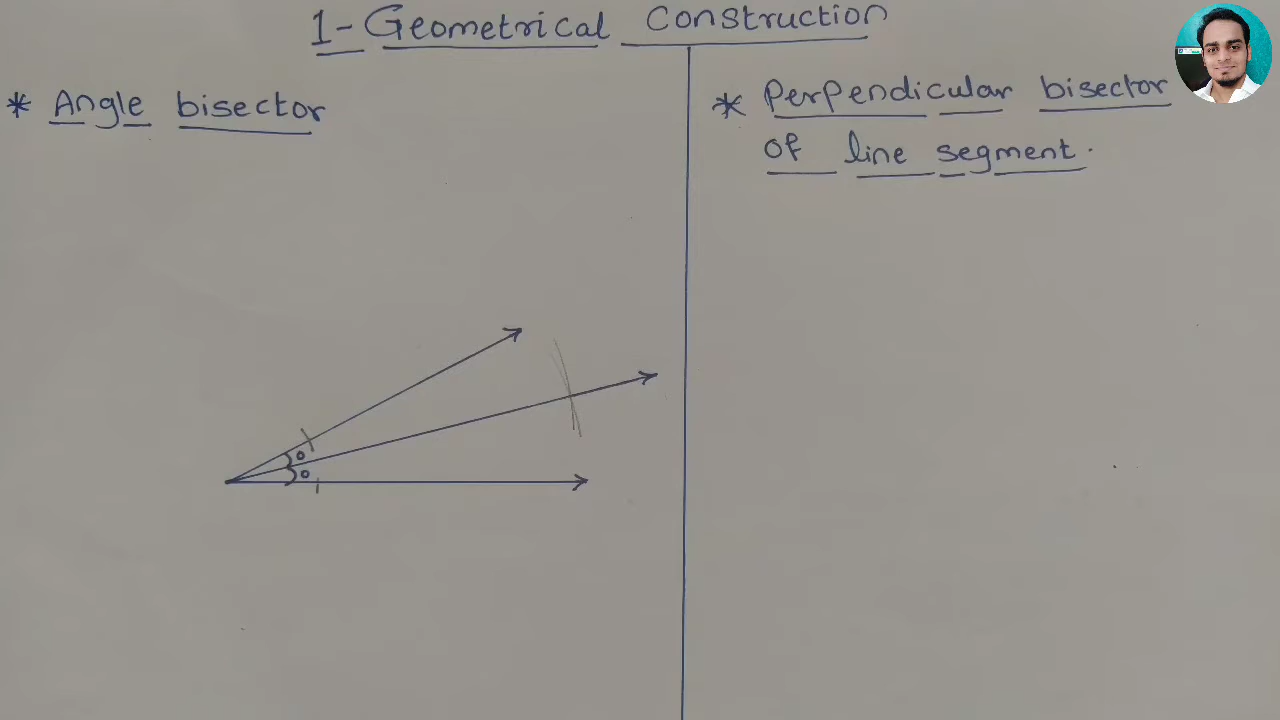 1- Geometrical Construction
* Angle bisector
* Perpendicular bisector
of line segment.